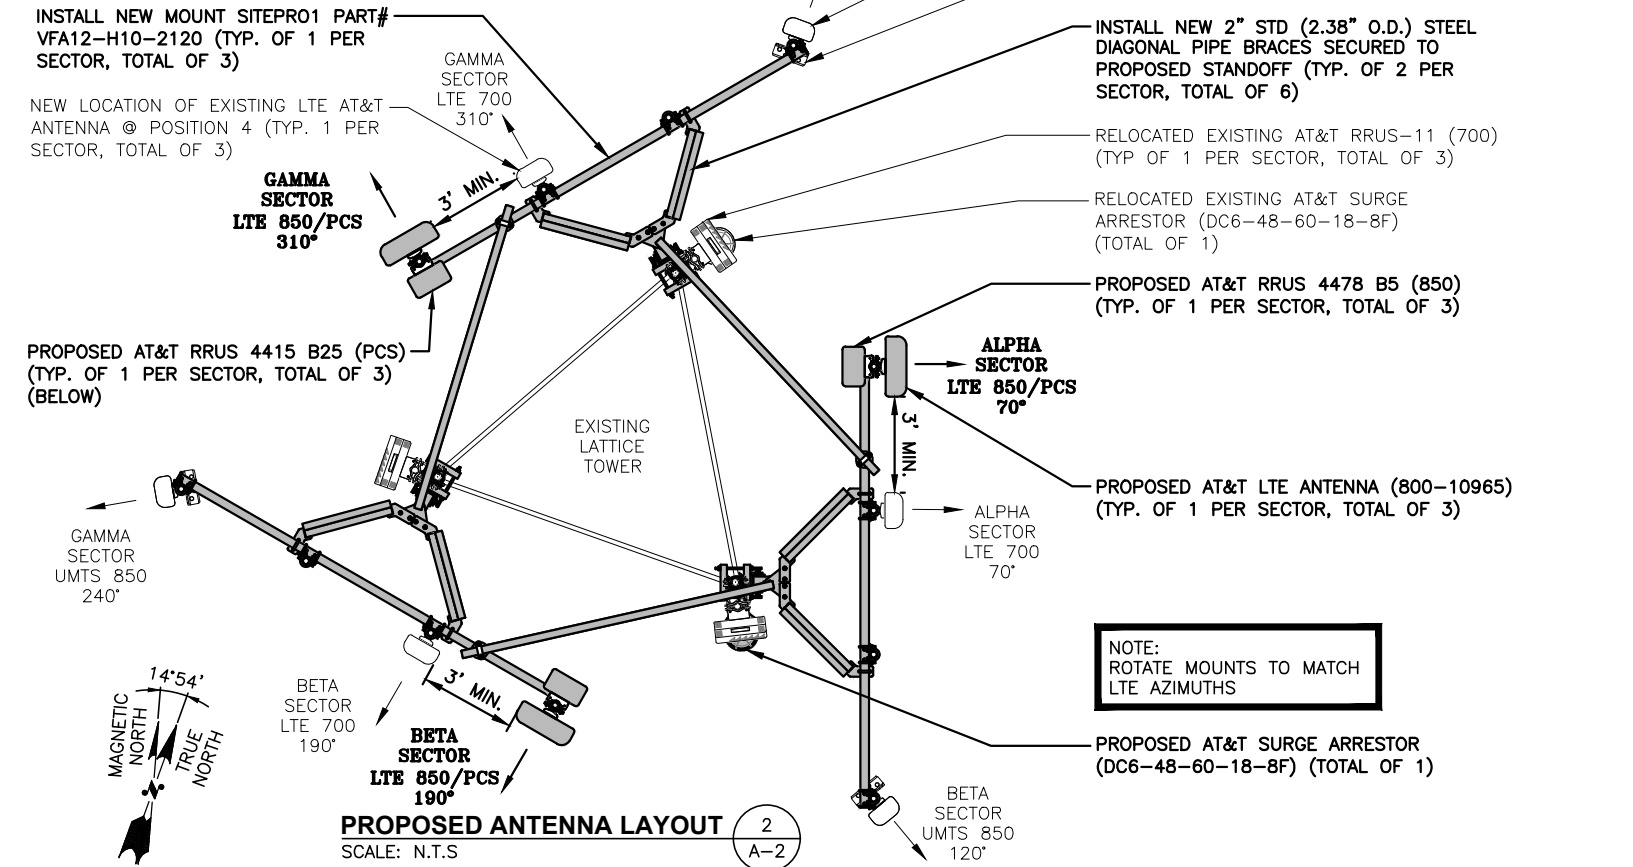 INSTALL NEW MOUNT SITEPRO1 PART#
VFA12-H10-2120 (TYP. OF 1 PER
SECTOR, TOTAL OF 3)
NEW LOCATION OF EXISTING LTE AT&T
ANTENNA @ POSITION 4 (TYP. 1 PER
SECTOR, TOTAL OF 3)
GAMMA
SECTOR
LTE 700
310°
GAMMA
SECTOR
LTE 850/PCS
310°
3' MIN.
PROPOSED AT&T RRUS 4415 B25 (PCS)
(TYP. OF 1 PER SECTOR, TOTAL OF 3)
(BELOW)
INSTALL NEW 2" STD (2.38" O.D.) STEEL
DIAGONAL PIPE BRACES SECURED TO
PROPOSED STANDOFF (TYP. OF 2 PER
SECTOR, TOTAL OF 6)
RELOCATED EXISTING AT&T RRUS-11 (700)
(TYP OF 1 PER SECTOR, TOTAL OF 3)
RELOCATED EXISTING AT&T SURGE
ARRESTOR (DC6-48-60-18-8F)
(TOTAL OF 1)
PROPOSED AT&T RRUS 4478 B5 (850)
(TYP. OF 1 PER SECTOR, TOTAL OF 3)
ALPHA
SECTOR
LTE 850/PCS
70°
3' MIN.
EXISTING
LATTICE
TOWER
PROPOSED AT&T LTE ANTENNA (800-10965)
(TYP. OF 1 PER SECTOR, TOTAL OF 3)
ALPHA
SECTOR
LTE 700
70°
GAMMA
SECTOR
UMTS 850
240°
NOTE:
ROTATE MOUNTS TO MATCH
LTE AZIMUTHS
BETA
SECTOR
LTE 700
190°
3' MIN.
BETA
SECTOR
LTE 850/PCS
190°
14°54'
MAGNETIC
NORTH
TRUE
NORTH
N
PROPOSED AT&T SURGE ARRESTOR
(DC6-48-60-18-8F) (TOTAL OF 1)
BETA
SECTOR
UMTS 850
120°
PROPOSED ANTENNA LAYOUT
SCALE: N.T.S
2
A-2